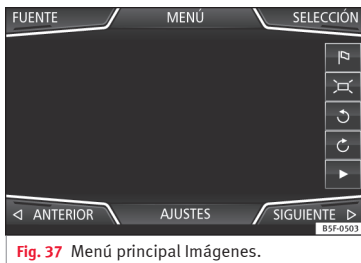 FUENTE MENÚ SELECCIÓN
ANTERIOR AJUSTES SIGUIENTE
B5F-0503
Fig. 37 Menú principal Imágenes.